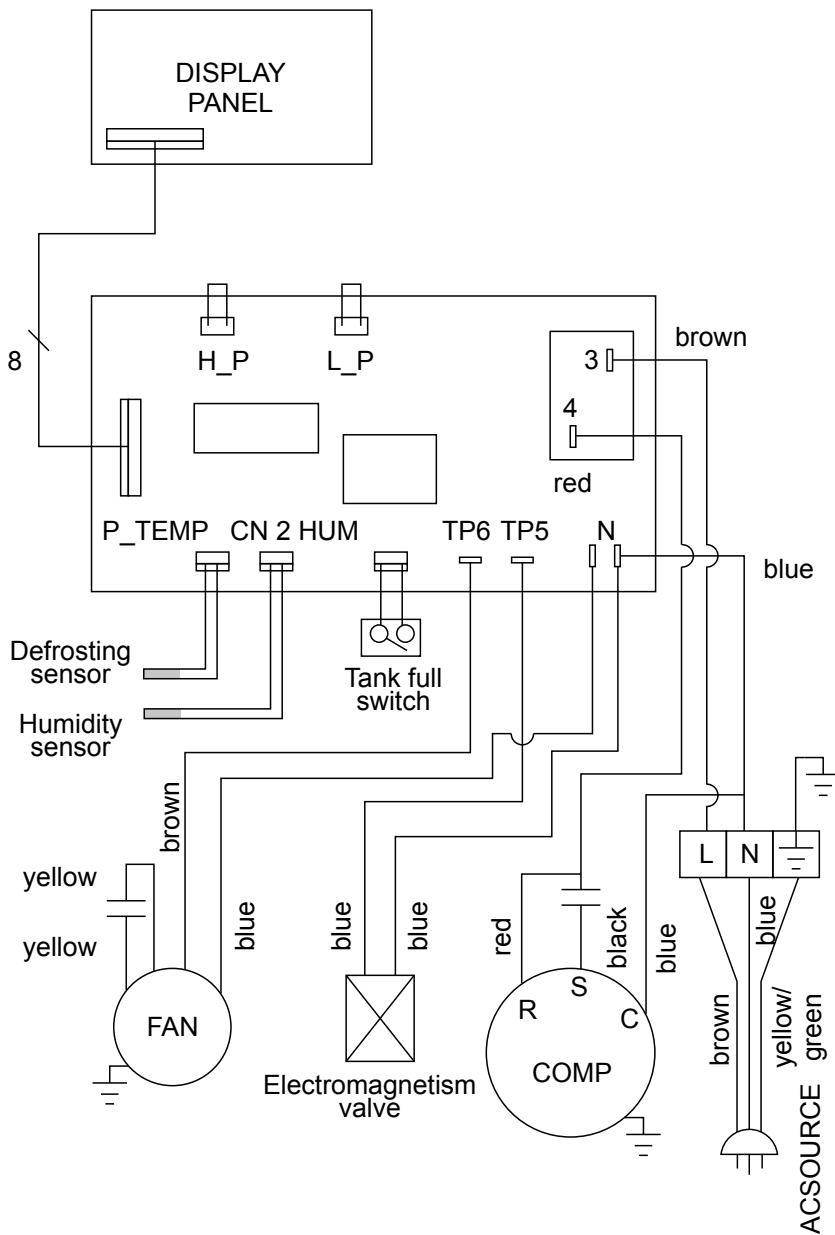 DISPLAY
PANEL
8
H_P
L_P
3
brown
4
red
P_TEMP
CN 2 HUM
TP6
TP5
N
blue
Defrosting
sensor
Humidity
sensor
Tank full
switch
brown
yellow
yellow
blue
blue
blue
red
black
blue
L
N
blue
brown
yellow/
green
FAN
Electromagnetism
valve
R
S
C
COMP
ACSOURCE